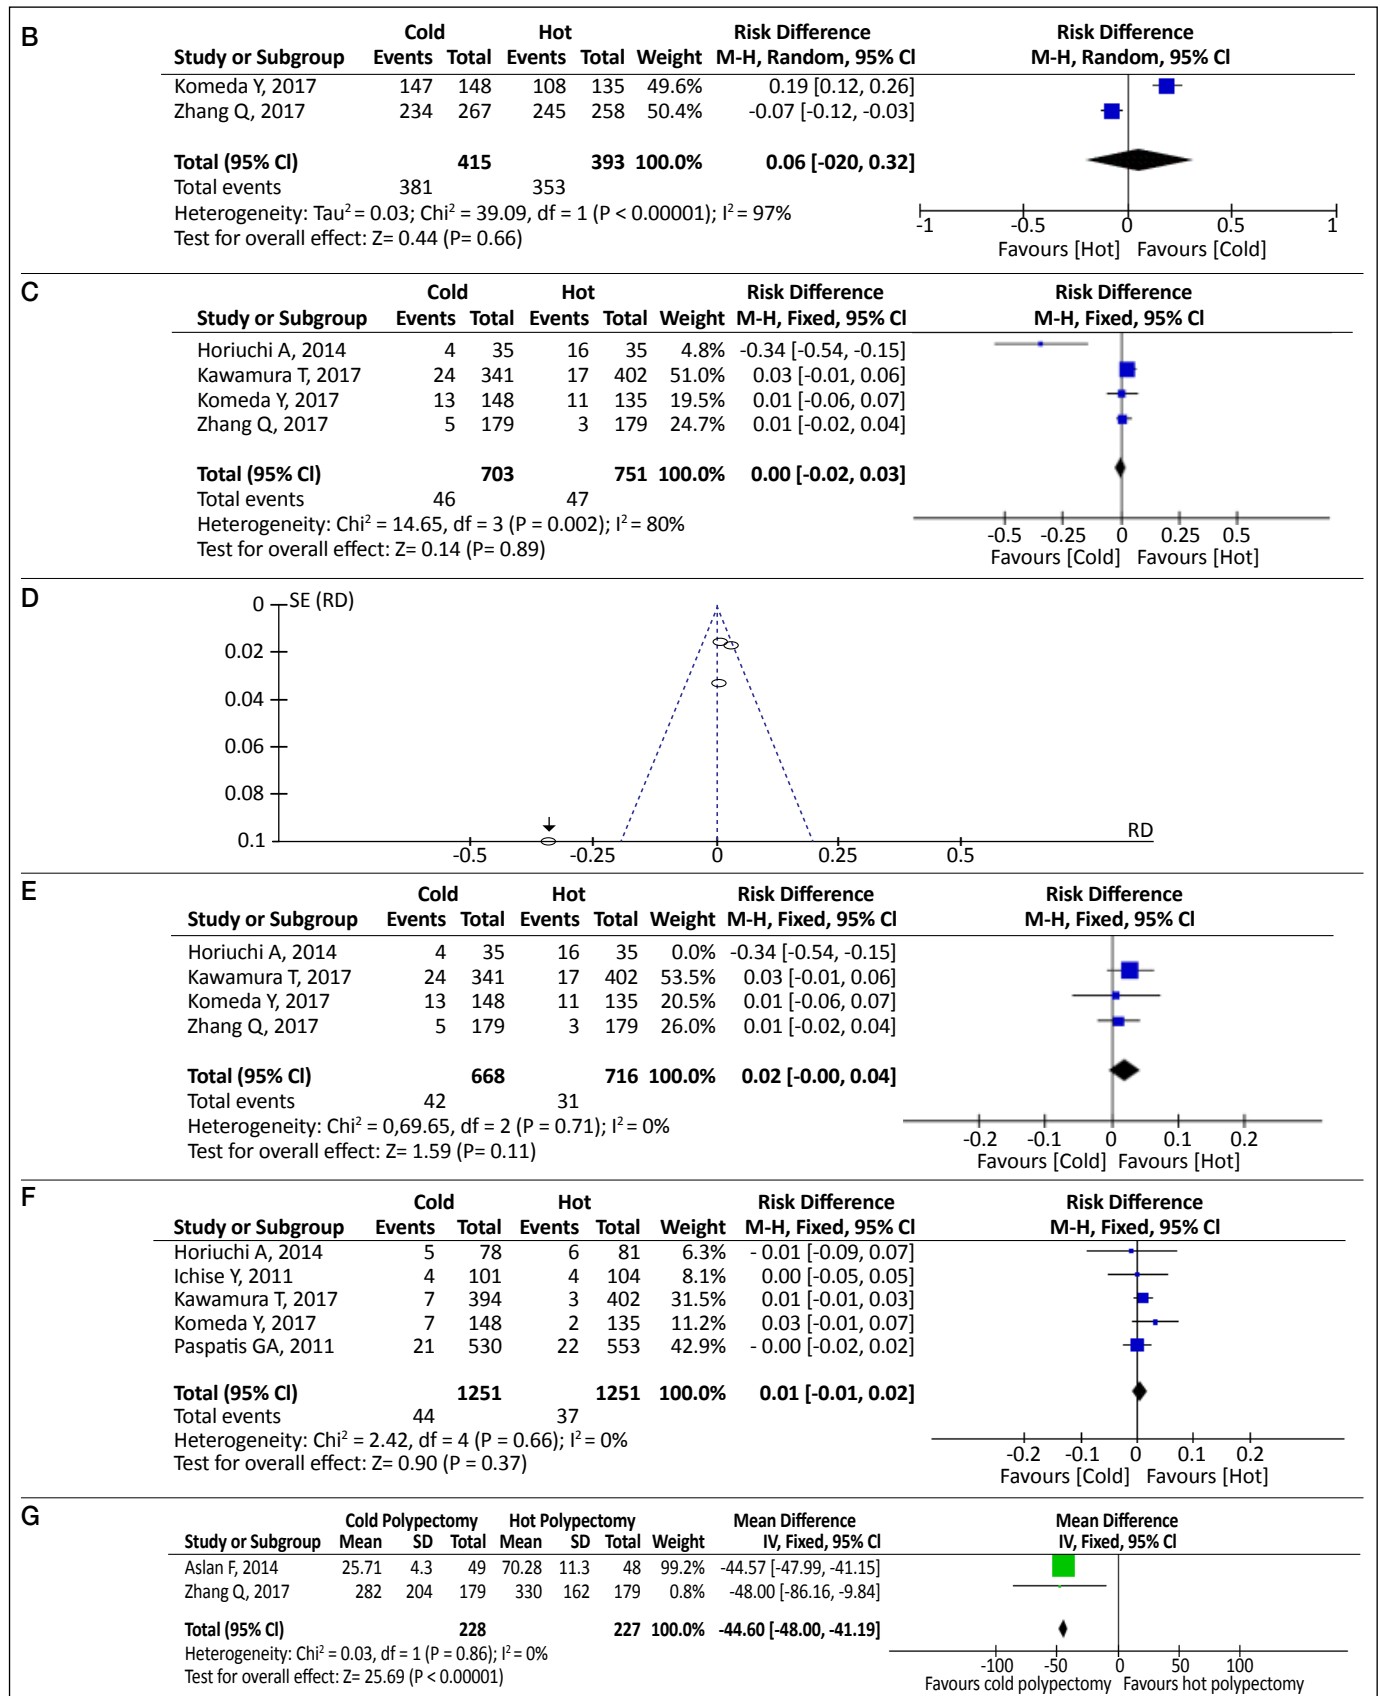 B
Cold Hot Risk Difference Risk Difference
Study or Subgroup Events Total Events Total Weight M-H, Random, 95% Cl M-H, Random, 95% Cl
Komeda Y, 2017 147 148 108 135 49.6% 0.19 [0.12, 0.26]
Zhang Q, 2017 234 267 245 258 50.4% -0.07 [-0.12, -0.03]
Total (95% Cl) 415 393 100.0% 0.06 [-020, 0.32]
Total events 381 353
Heterogeneity: Tau² = 0.03; Chi² = 39.09, df = 1 (P < 0.00001); I² = 97%
Test for overall effect: Z= 0.44 (P= 0.66)
-1 -0.5 0 0.5 1
Favours [Hot] Favours [Cold]
C
Cold Hot Risk Difference Risk Difference
Study or Subgroup Events Total Events Total Weight M-H, Fixed, 95% Cl M-H, Fixed, 95% Cl
Horiuchi A, 2014 4 35 16 35 4.8% -0.34 [-0.54, -0.15]
Kawamura T, 2017 24 341 17 402 51.0% 0.03 [-0.01, 0.06]
Komeda Y, 2017 13 148 11 135 19.5% 0.01 [-0.06, 0.07]
Zhang Q, 2017 5 179 3 179 24.7% 0.01 [-0.02, 0.04]
Total (95% Cl) 703 751 100.0% 0.00 [-0.02, 0.03]
Total events 46 47
Heterogeneity: Chi² = 14.65, df = 3 (P = 0.002); I² = 80%
Test for overall effect: Z= 0.14 (P= 0.89)
-0.5 -0.25 0 0.25 0.5
Favours [Cold] Favours [Hot]
D
SE (RD)
0
0.02
0.04
0.06
0.08
0.1
RD
-0.5 -0.25 0 0.25 0.5
E
Cold Hot Risk Difference Risk Difference
Study or Subgroup Events Total Events Total Weight M-H, Fixed, 95% Cl M-H, Fixed, 95% Cl
Horiuchi A, 2014 4 35 16 35 0.0% -0.34 [-0.54, -0.15]
Kawamura T, 2017 24 341 17 402 53.5% 0.03 [-0.01, 0.06]
Komeda Y, 2017 13 148 11 135 20.5% 0.01 [-0.06, 0.07]
Zhang Q, 2017 5 179 3 179 26.0% 0.01 [-0.02, 0.04]
Total (95% Cl) 668 716 100.0% 0.02 [-0.00, 0.04]
Total events 42 31
Heterogeneity: Chi² = 0,69.65, df = 2 (P = 0.71); I² = 0%
Test for overall effect: Z= 1.59 (P= 0.11)
-0.2 -0.1 0 0.1 0.2
Favours [Cold] Favours [Hot]
F
Cold Hot Risk Difference Risk Difference
Study or Subgroup Events Total Events Total Weight M-H, Fixed, 95% Cl M-H, Fixed, 95% Cl
Horiuchi A, 2014 5 78 6 81 6.3% - 0.01 [-0.09, 0.07]
Ichise Y, 2011 4 101 4 104 8.1% 0.00 [-0.05, 0.05]
Kawamura T, 2017 7 394 3 402 31.5% 0.01 [-0.01, 0.03]
Komeda Y, 2017 7 148 2 135 11.2% 0.03 [-0.01, 0.07]
Paspatis GA, 2011 21 530 22 553 42.9% - 0.00 [-0.02, 0.02]
Total (95% Cl) 1251 1251 100.0% 0.01 [-0.01, 0.02]
Total events 44 37
Heterogeneity: Chi² = 2.42, df = 4 (P = 0.66); I² = 0%
Test for overall effect: Z= 0.90 (P = 0.37)
-0.2 -0.1 0 0.1 0.2
Favours [Cold] Favours [Hot]
G
Cold Polypectomy Hot Polypectomy Mean Difference Mean Difference
Study or Subgroup Mean SD Total Mean SD Total Weight IV, Fixed, 95% Cl IV, Fixed, 95% Cl
Aslan F, 2014 25.71 4.3 49 70.28 11.3 48 99.2% -44.57 [-47.99, -41.15]
Zhang Q, 2017 282 204 179 330 162 179 0.8% -48.00 [-86.16, -9.84]
Total (95% Cl) 228 227 100.0% -44.60 [-48.00, -41.19]
Heterogeneity: Chi² = 0.03, df = 1 (P = 0.86); I² = 0%
Test for overall effect: Z= 25.69 (P < 0.00001)
-100 -50 0 50 100
Favours cold polypectomy Favours hot polypectomy